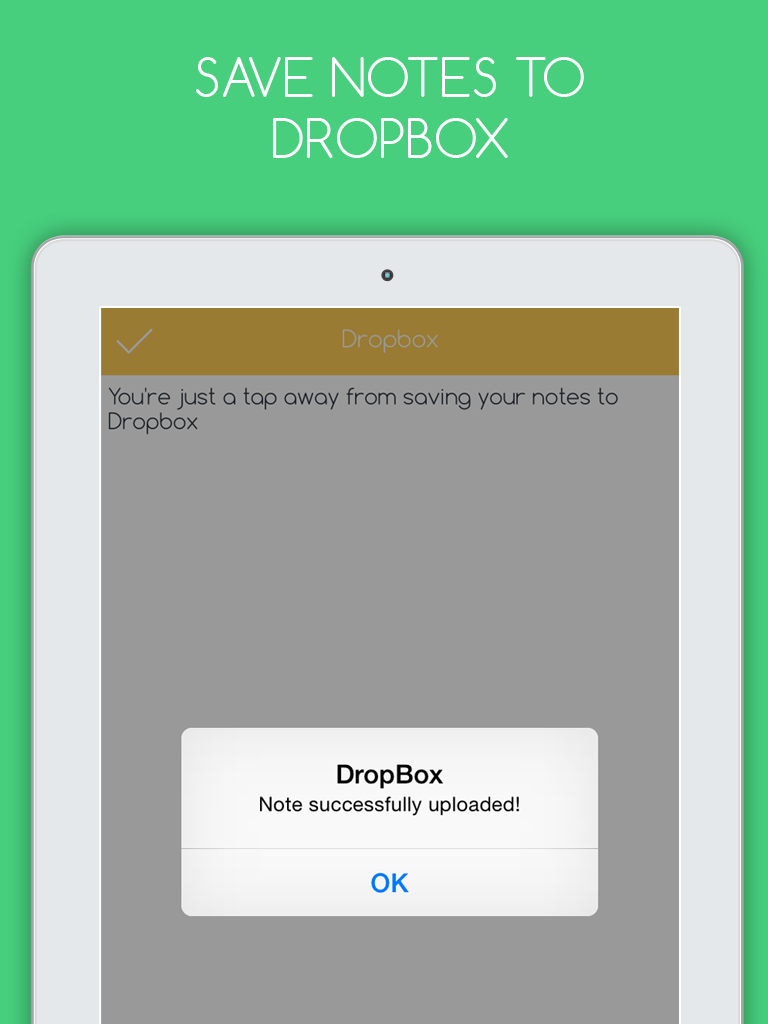 SAVE NOTES TO
DROPBOX
Dropbox
You're just a tap away from saving your notes to
Dropbox
DropBox
Note successfully uploaded!
OK